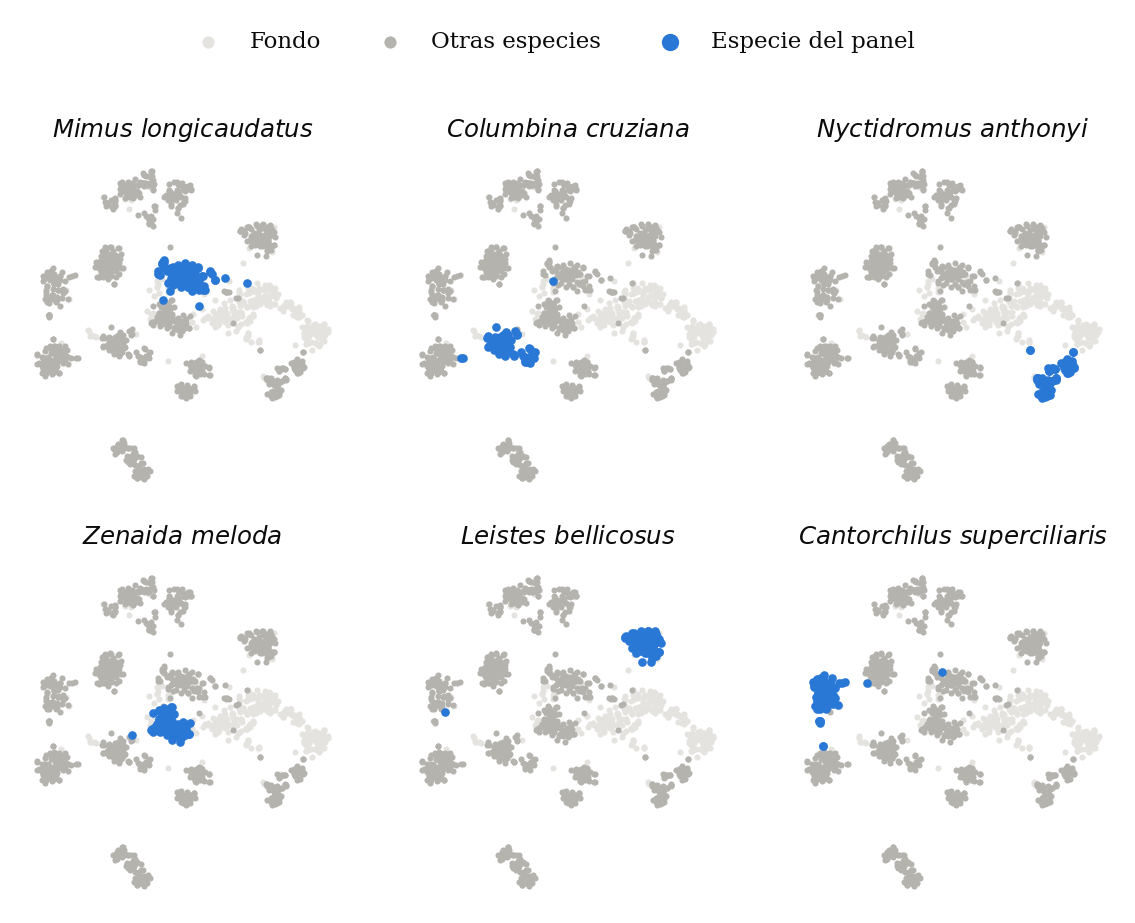 Fondo Otras especies Especie del panel
Mimus longicaudatus Columbina cruziana Nyctidromus anthonyi
Zenaida meloda Leistes bellicosus Cantorchilus superciliaris